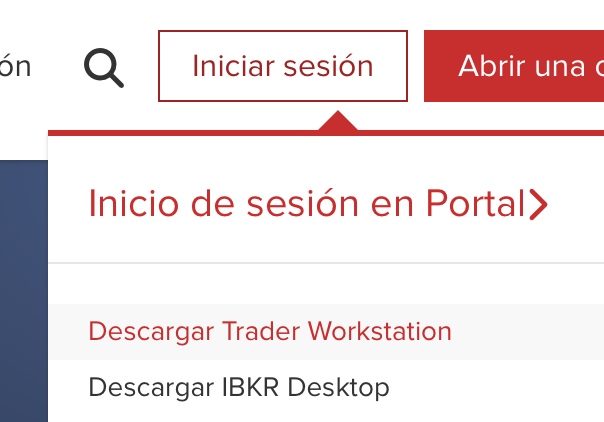 ón
Iniciar sesión
Abrir una
Inicio de sesión en Portal
Descargar Trader Workstation
Descargar IBKR Desktop